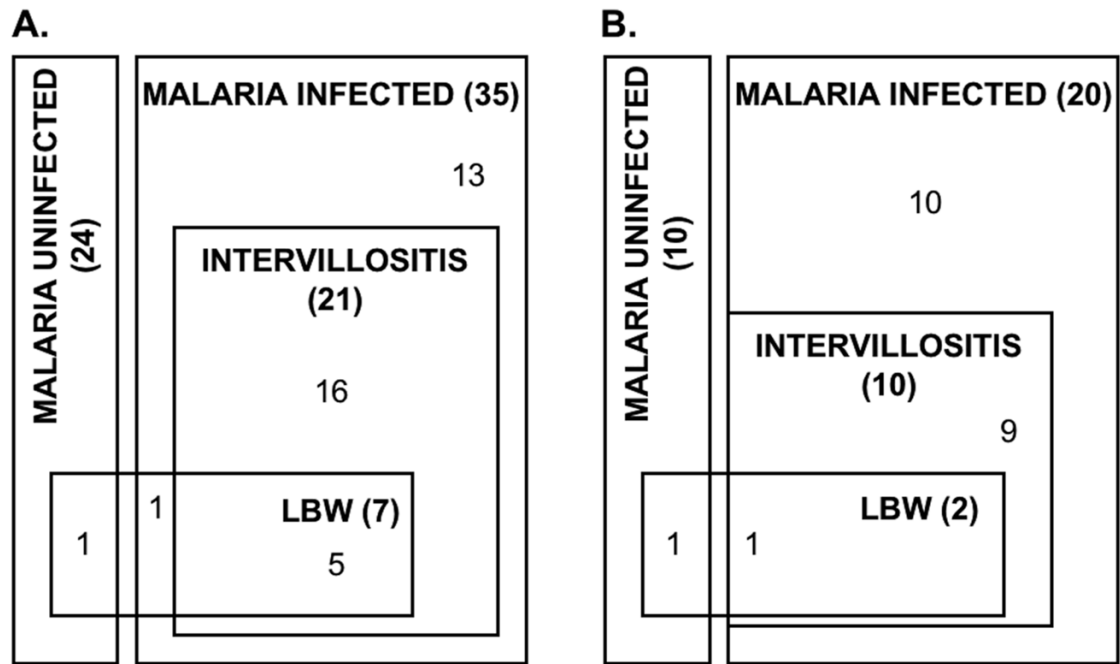 A.
MALARIA UNINFECTED
(24)
MALARIA INFECTED (35)
13
INTERVILLOSITIS
(21)
16
1
1
LBW (7)
5
B.
MALARIA UNINFECTED
(10)
MALARIA INFECTED (20)
10
INTERVILLOSITIS
(10)
9
LBW (2)
1
1